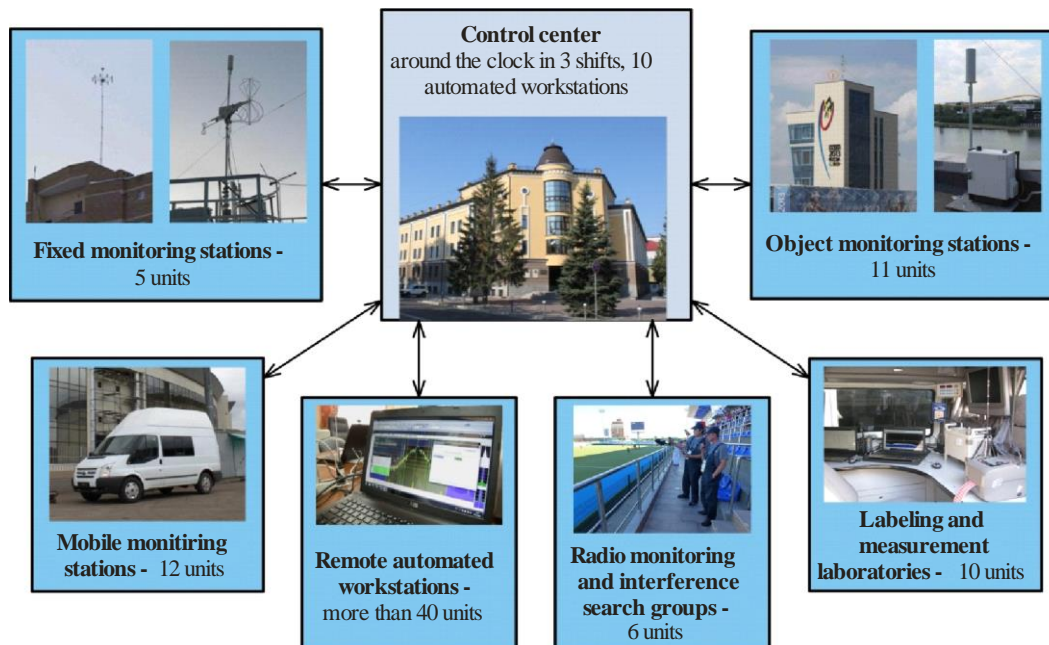 Control center
around the clock in 3 shifts, 10
automated workstations
Fixed monitoring stations -
5 units
Object monitoring stations -
11 units
Mobile monitiring
stations - 12 units
Remote automated
workstations -
more than 40 units
Radio monitoring
and interference
search groups -
6 units
Labeling and
measurement
laboratories - 10 units